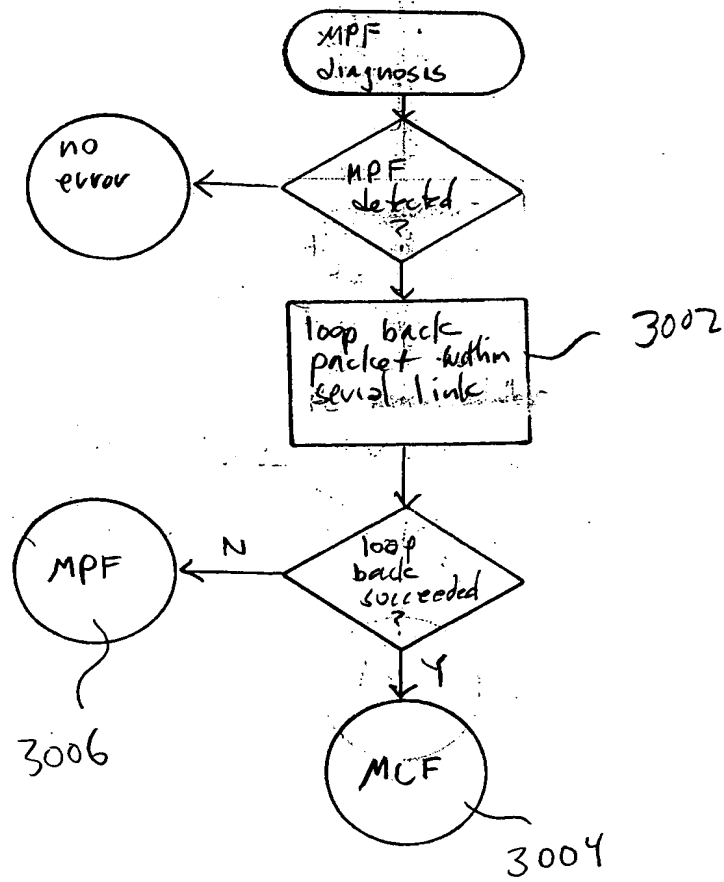 MPF
diagnosis
no
error
MPF
detected
?
loop back
packet within
serial link
3002
N
loop
back
succeeded
?
MPF
Y
3006
MCF
3004